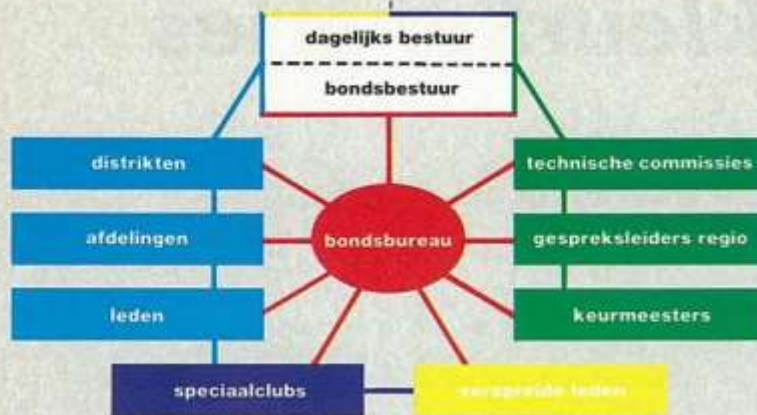 dagelijks bestuur
bondsbestuur
distrikten
technische commissies
afdelingen
bondsbureau
gespreksleiders regio
leden
keurmeesters
speciaalclubs
verspreide leden